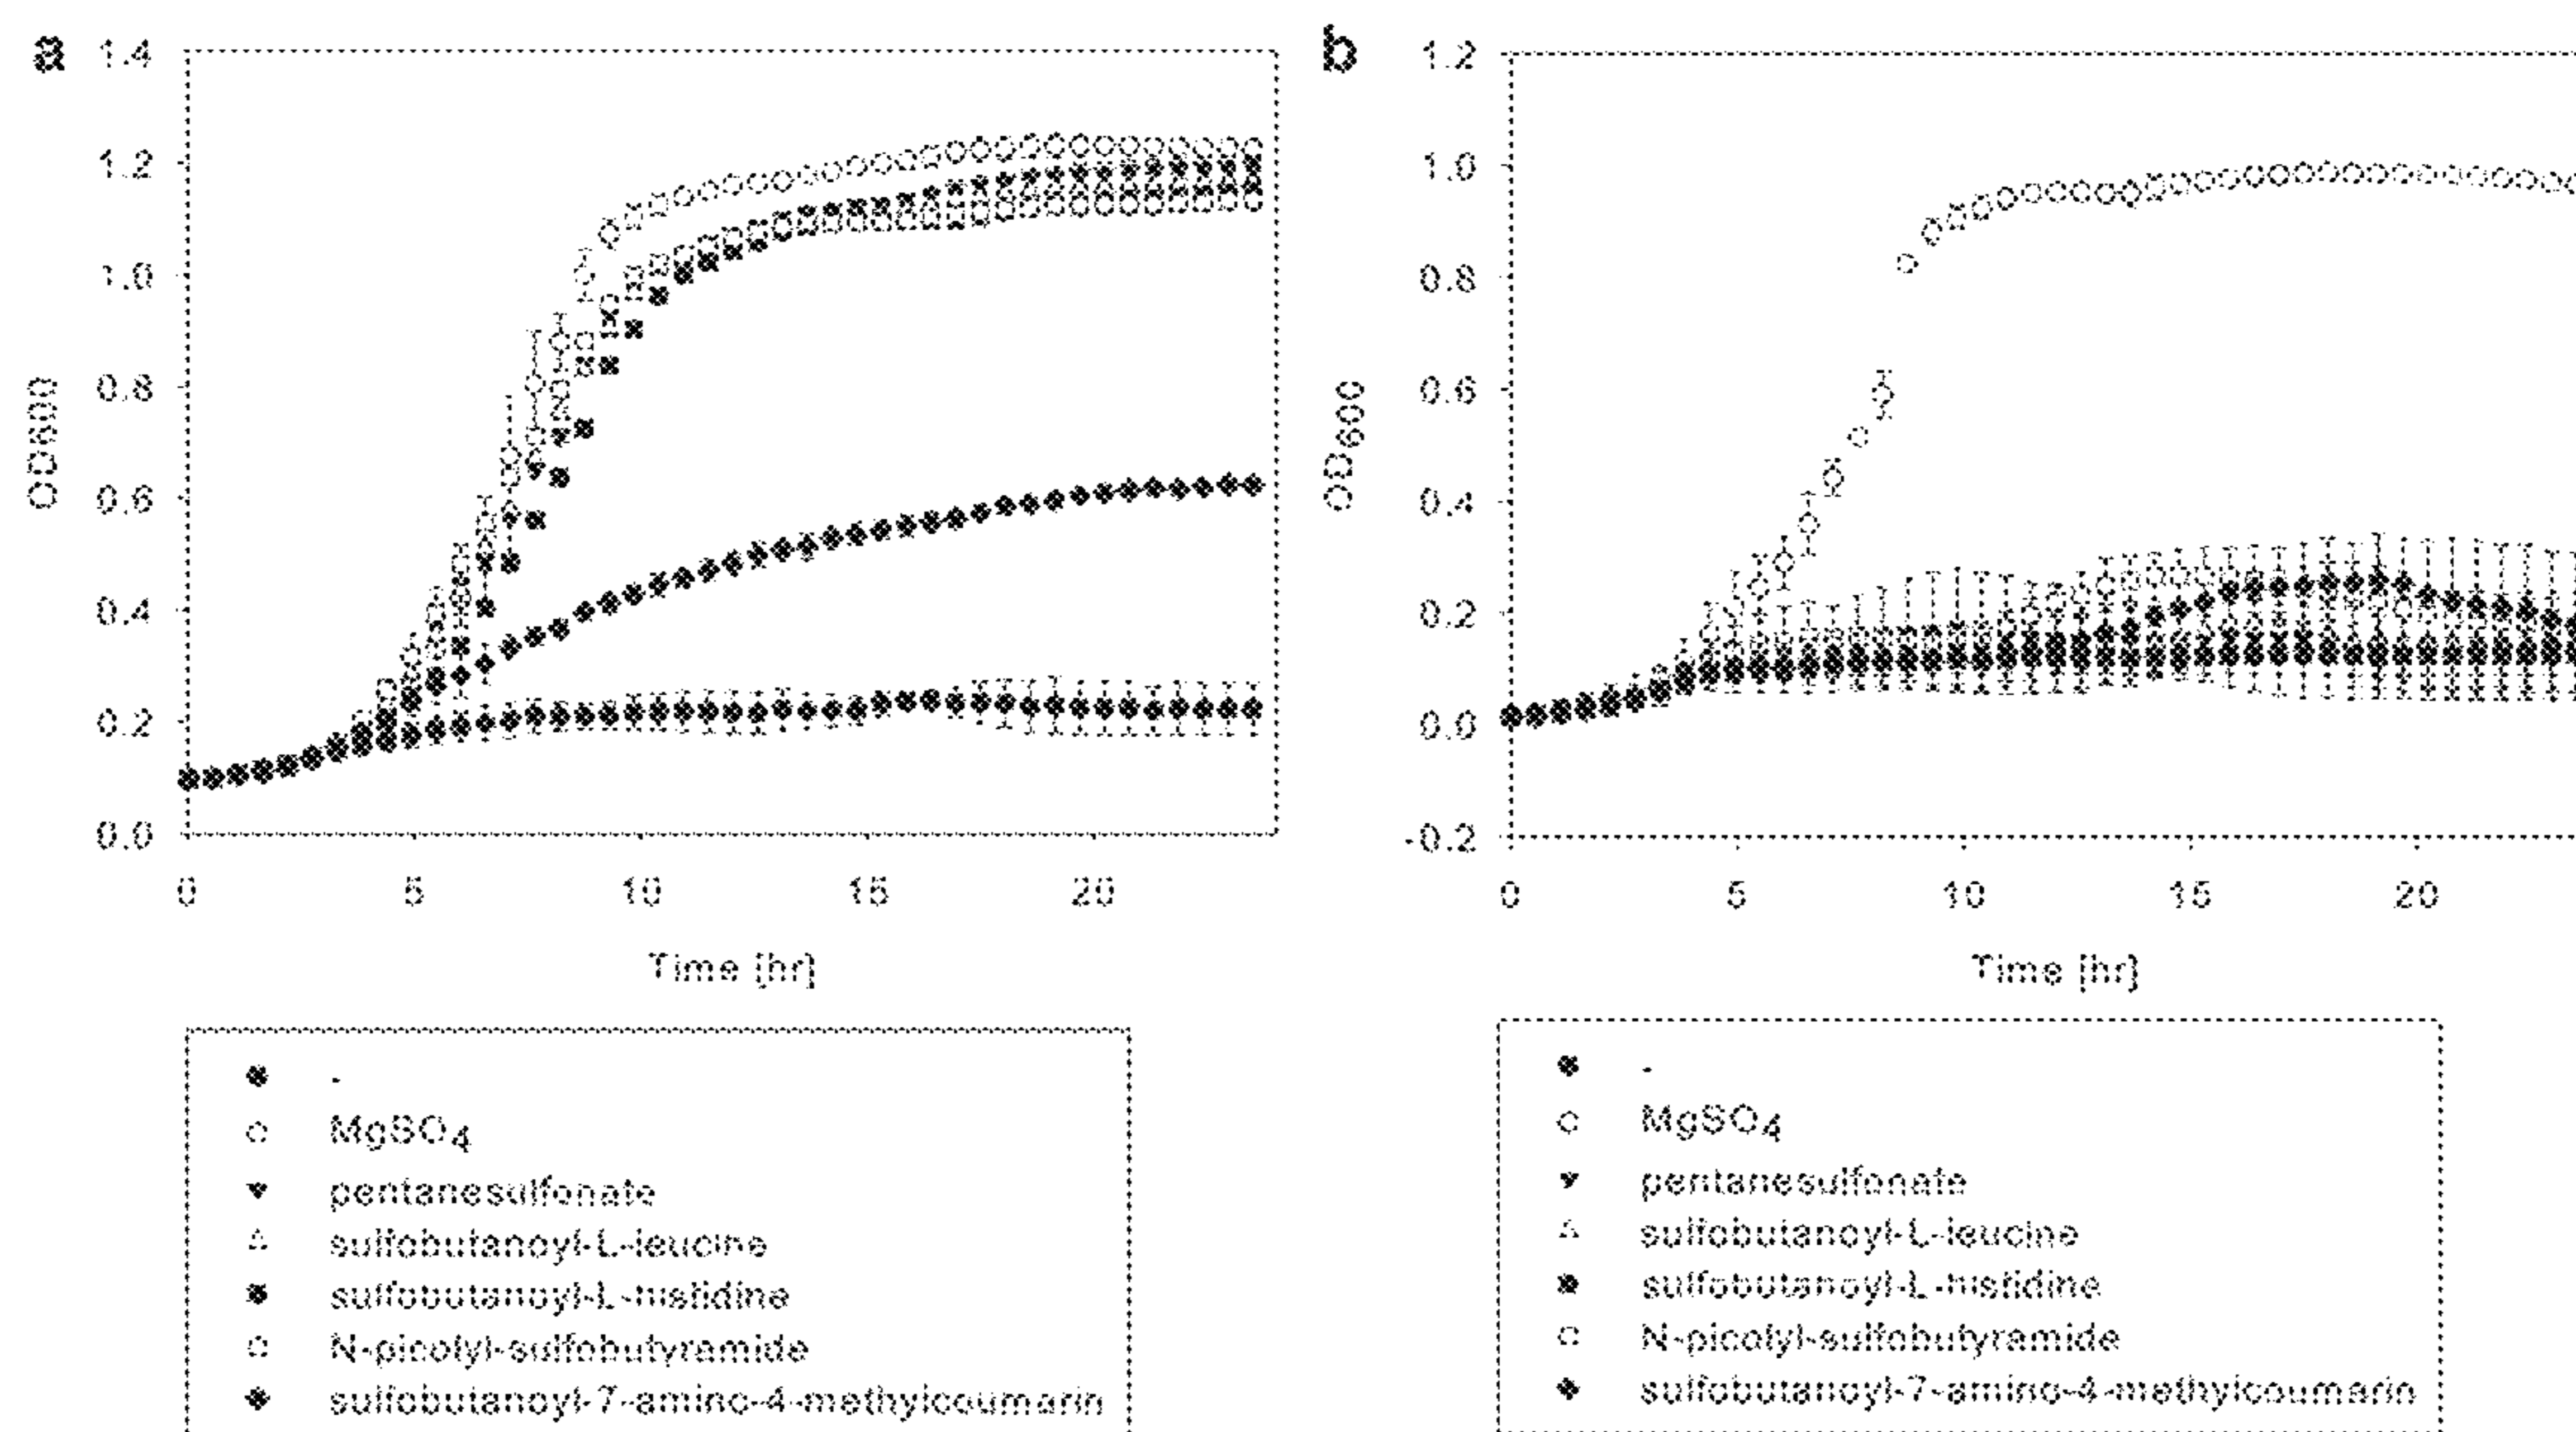 a
1.4
1.2
1.0
0.8
0.6
0.4
0.2
0.0
OD600
0 5 10 15 20
Time [hr]
-
MgSO4
pentanesulfonate
sulfobutanoyl-L-leucine
sulfobutanoyl-L-histidine
N-picolyl-sulfobutyramide
sulfobutanoyl-7-amino-4-methylcoumarin
b
1.2
1.0
0.8
0.6
0.4
0.2
0.0
-0.2
OD600
0 5 10 15 20
Time [hr]
-
MgSO4
pentanesulfonate
sulfobutanoyl-L-leucine
sulfobutanoyl-L-histidine
N-picolyl-sulfobutyramide
sulfobutanoyl-7-amino-4-methylcoumarin